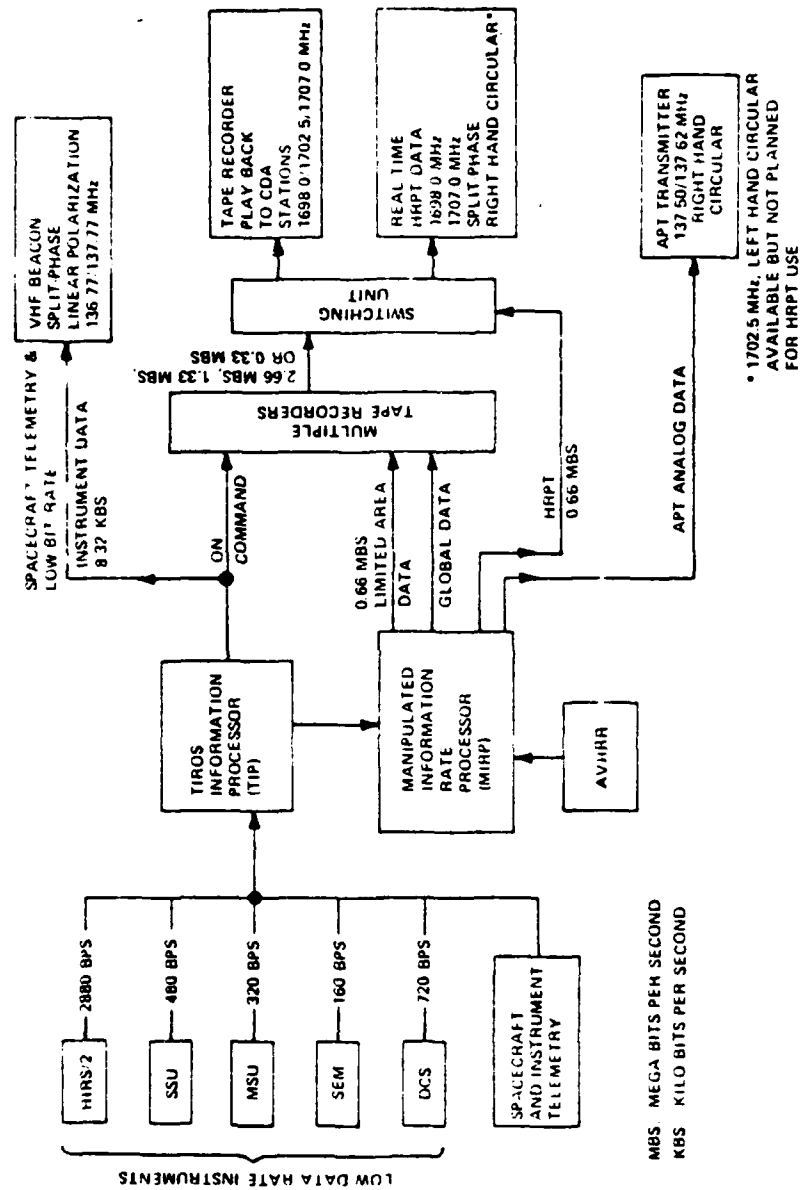 LOW DATA RATE INSTRUMENTS
HIRS/2
2880 BPS
SSU
480 BPS
MSU
320 BPS
SEM
160 BPS
DCS
720 BPS
SPACECRAFT
AND INSTRUMENT
TELEMETRY
MBS. MEGA BITS PER SECOND
KBS KILO BITS PER SECOND
TIROS
INFORMATION
PROCESSOR
(TIP)
MANIPULATED
INFORMATION
RATE
PROCESSOR
(MIRP)
AVHRR
SPACECRAFT TELEMETRY &
LOW BIT RATE
INSTRUMENT DATA
8 32 KBS
ON
COMMAND
0.66 MBS
LIMITED AREA
DATA
GLOBAL DATA
HRPT
0.66 MBS
APT ANALOG DATA
MULTIPLE
TAPE RECORDERS
2.66 MBS, 1.33 MBS,
OR 0.33 MBS
SWITCHING
UNIT
VHF BEACON
SPLIT-PHASE
LINEAR POLARIZATION
136 77/137.77 MHz
TAPE RECORDER
PLAY BACK
TO CDA
STATIONS
1698 0/1702 5/1707 0 MHz
REAL TIME
HRPT DATA
1698 0 MHz
1707 0 MHz
SPLIT PHASE
RIGHT HAND CIRCULAR*
APT TRANSMITTER
137 50/137 62 MHz
RIGHT HAND
CIRCULAR
* 1702.5 MHz, LEFT HAND CIRCULAR
AVAILABLE BUT NOT PLANNED
FOR HRPT USE